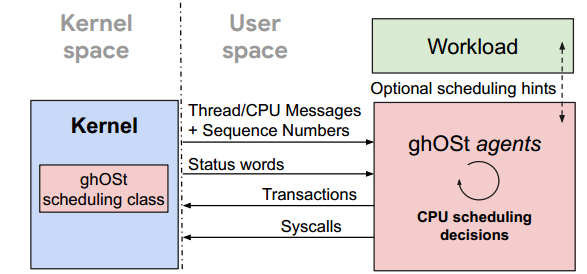 Kernel
space
User
space
Workload
Optional scheduling hints
Kernel
ghOSt
scheduling class
Thread/CPU Messages
+ Sequence Numbers
Status words
Transactions
Syscalls
ghOSt agents
CPU scheduling
decisions